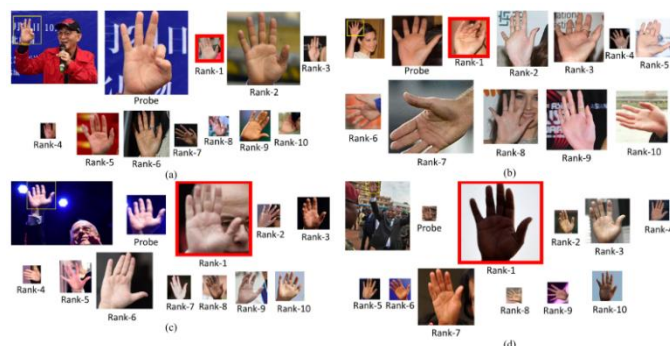 Probe
Rank-1
Rank-2
Rank-3
Rank-4
Rank-5
Rank-6
Rank-7
Rank-8
Rank-9
Rank-10
(a)
Probe
Rank-1
Rank-2
Rank-3
Rank-4
Rank-5
Rank-6
Rank-7
Rank-8
Rank-9
Rank-10
(b)
Probe
Rank-1
Rank-2
Rank-3
Rank-4
Rank-5
Rank-6
Rank-7
Rank-8
Rank-9
Rank-10
(c)
Probe
Rank-1
Rank-2
Rank-3
Rank-4
Rank-5
Rank-6
Rank-7
Rank-8
Rank-9
Rank-10
(d)